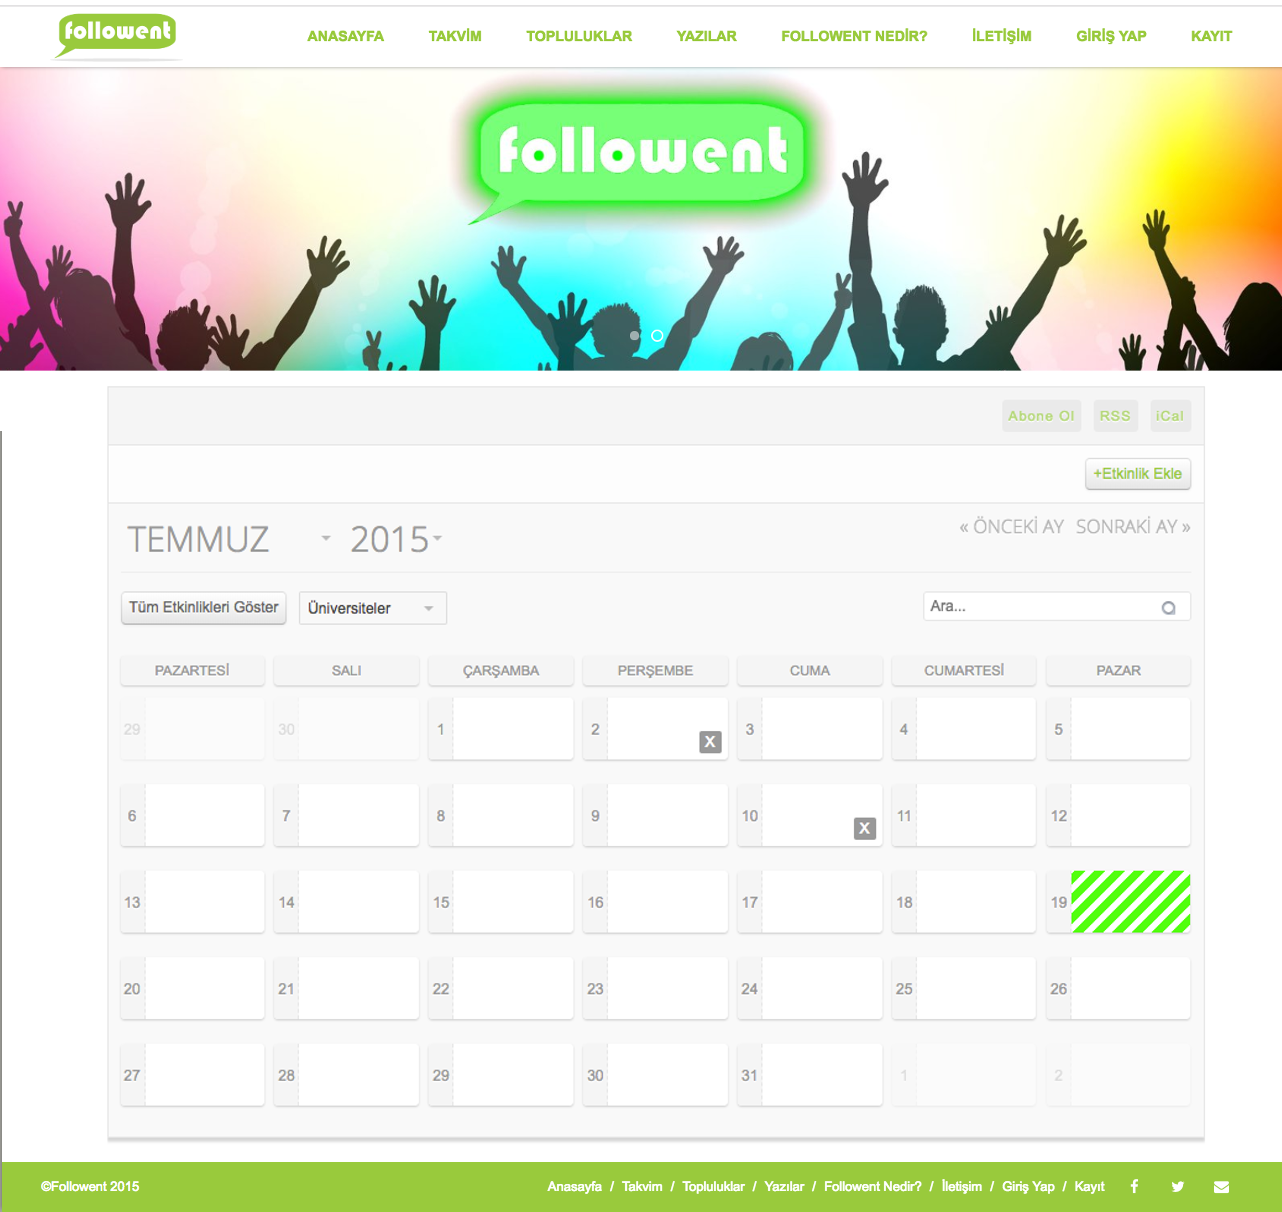 followent ANASAYFA TAKVİM TOPLULUKLAR YAZILAR FOLLOWENT NEDİR? İLETİŞİM GİRİŞ YAP KAYIT
followent
Abone Ol RSS iCal
+Etkinlik Ekle
TEMMUZ 2015 « ÖNCEKİ AY SONRAKİ AY »
Tüm Etkinlikleri Göster Üniversiteler Ara...
PAZARTESİ SALI ÇARŞAMBA PERŞEMBE CUMA CUMARTESİ PAZAR
29 30 1 2 3 4 5
X
6 7 8 9 10 11 12
X
13 14 15 16 17 18 19
20 21 22 23 24 25 26
27 28 29 30 31 1 2
©Followent 2015 Anasayfa / Takvim / Topluluklar / Yazılar / Followent Nedir? / İletişim / Giriş Yap / Kayıt